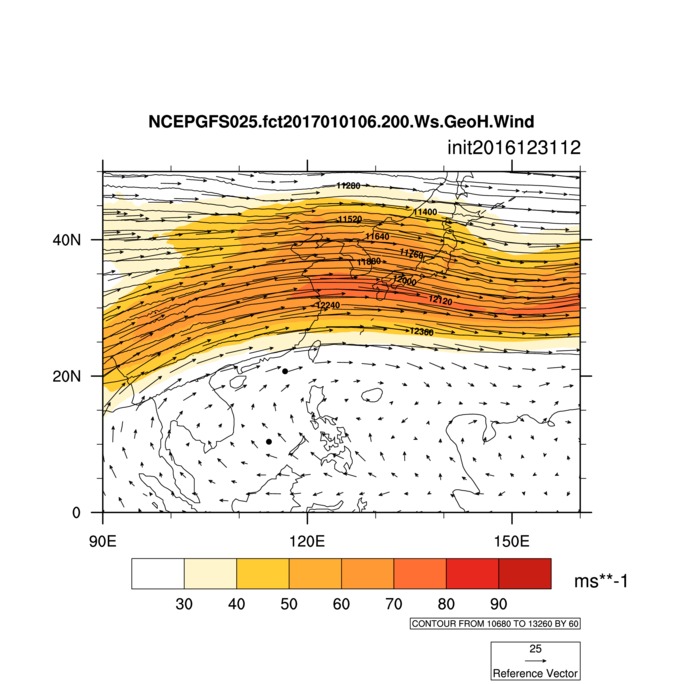 NCEPGFS025.fct2017010106.200.Ws.GeoH.Wind
init2016123112
11280
11400
11520
40N
11640
11760
11880
12000
12120
12240
12360
20N
0
90E 120E 150E
ms**-1
30 40 50 60 70 80 90
CONTOUR FROM 10680 TO 13260 BY 60
25
Reference Vector